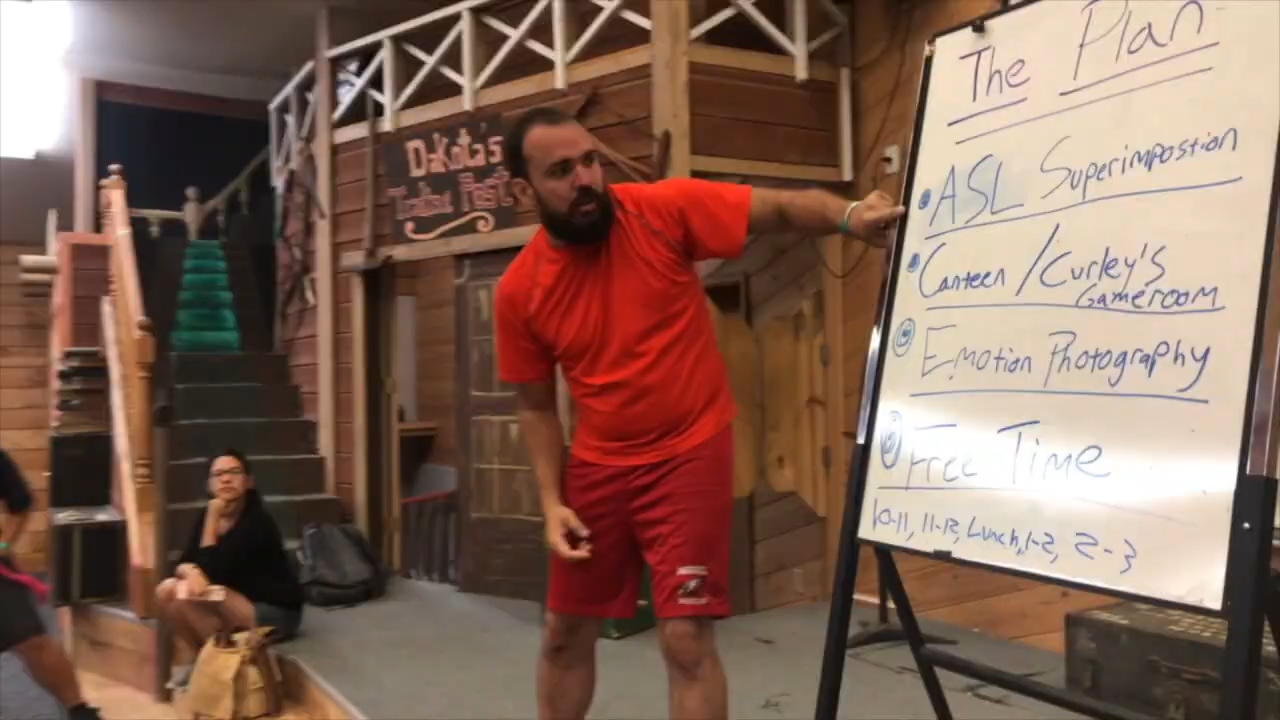 The Plan
Dakota's
Post
ASL Superimpostion
Canteen / Curley's
Gameroom
Emotion Photography
Free Time
10-11, 11-12, Lunch, 1-2, 2-3